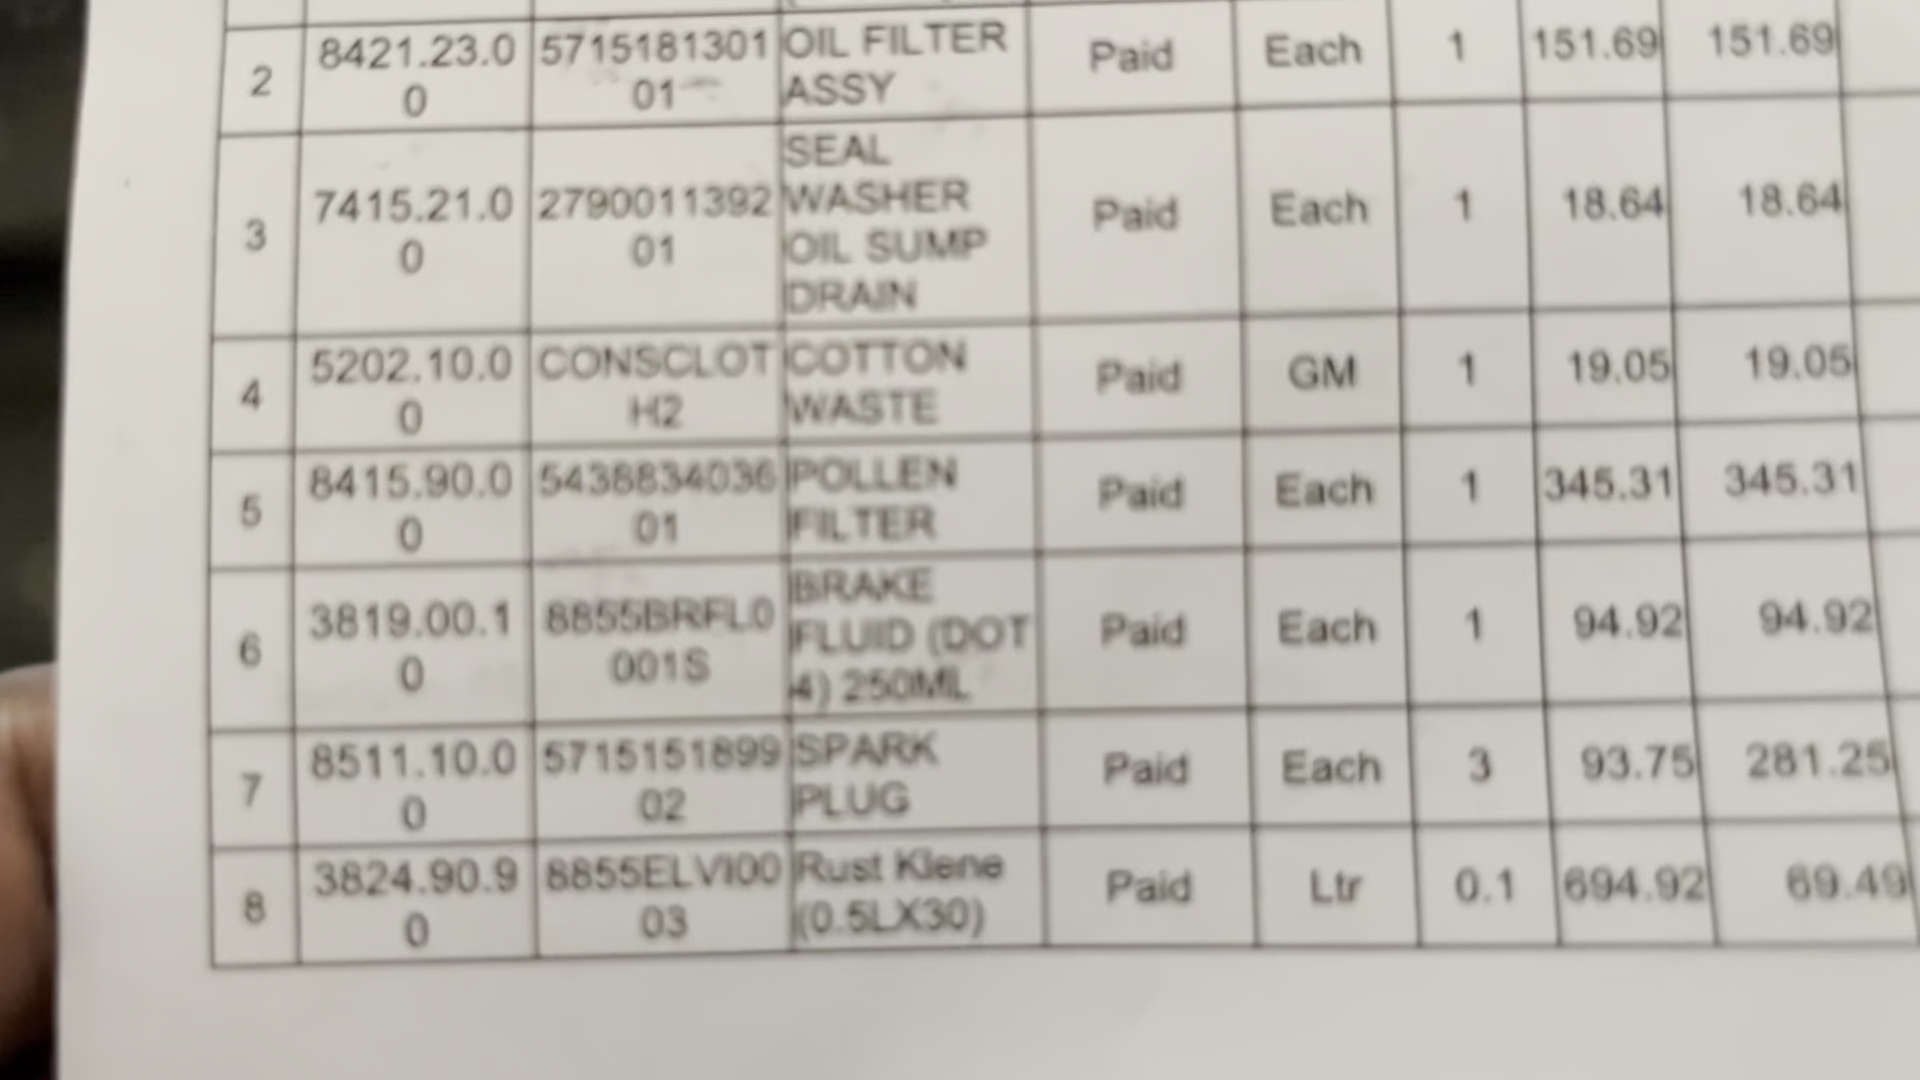 2 8421.23.0 5715181301 OIL FILTER Paid Each 1 151.69 151.69
0 01 ASSY
SEAL
3 7415.21.0 2790011392 WASHER Paid Each 1 18.64 18.64
0 01 OIL SUMP
DRAIN
4 5202.10.0 CONSCLOT COTTON Paid GM 1 19.05 19.05
0 H2 WASTE
5 8415.90.0 5438834036 POLLEN Paid Each 1 345.31 345.31
0 01 FILTER
BRAKE
6 3819.00.1 8855BRFL0 FLUID (DOT Paid Each 1 94.92 94.92
0 001S 4) 250ML
7 8511.10.0 5715151899 SPARK Paid Each 3 93.75 281.25
0 02 PLUG
8 3824.90.9 8855ELVI00 Rust Klene Paid Ltr 0.1 694.92 69.49
0 03 (0.5LX30)